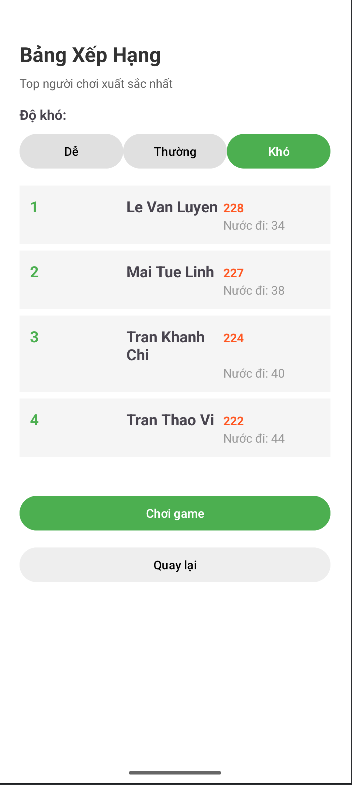 Bảng Xếp Hạng
Top người chơi xuất sắc nhất
Độ khó:
Dễ Thường Khó
1 Le Van Luyen 228
Nước đi: 34
2 Mai Tue Linh 227
Nước đi: 38
3 Tran Khanh 224
Chi
Nước đi: 40
4 Tran Thao Vi 222
Nước đi: 44
Chơi game
Quay lại